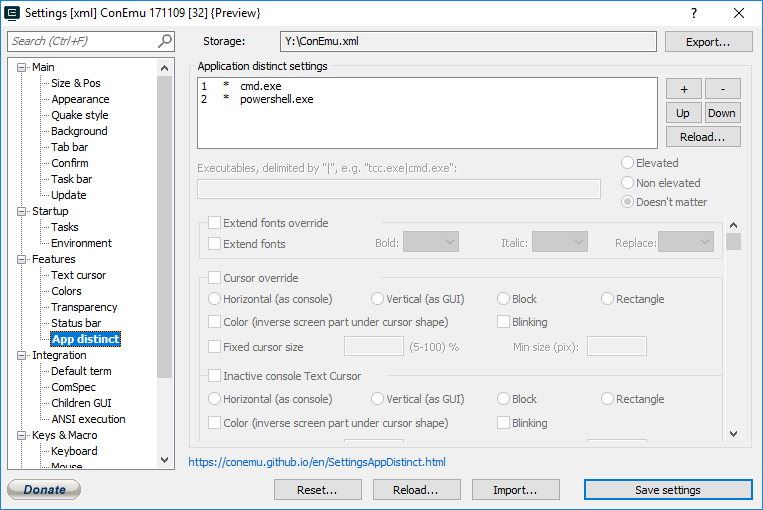 Settings [xml] ConEmu 171109 [32] {Preview}
Search (Ctrl+F)
Storage: Y:\ConEmu.xml Export...
Main
Size & Pos
Appearance
Quake style
Background
Tab bar
Confirm
Task bar
Update
Startup
Tasks
Environment
Features
Text cursor
Colors
Transparency
Status bar
App distinct
Integration
Default term
ComSpec
Children GUI
ANSI execution
Keys & Macro
Keyboard
Mouse
Application distinct settings
1 * cmd.exe
2 * powershell.exe
+ -
Up Down
Reload...
Executables, delimited by "|", e.g. "tcc.exe|cmd.exe":
Elevated
Non elevated
Doesn't matter
Extend fonts override
Extend fonts Bold: Italic: Replace:
Cursor override
Horizontal (as console) Vertical (as GUI) Block Rectangle
Color (inverse screen part under cursor shape) Blinking
Fixed cursor size (5-100) % Min size (pix):
Inactive console Text Cursor
Horizontal (as console) Vertical (as GUI) Block Rectangle
Color (inverse screen part under cursor shape) Blinking
https://conemu.github.io/en/SettingsAppDistinct.html
Donate Reset... Reload... Import... Save settings